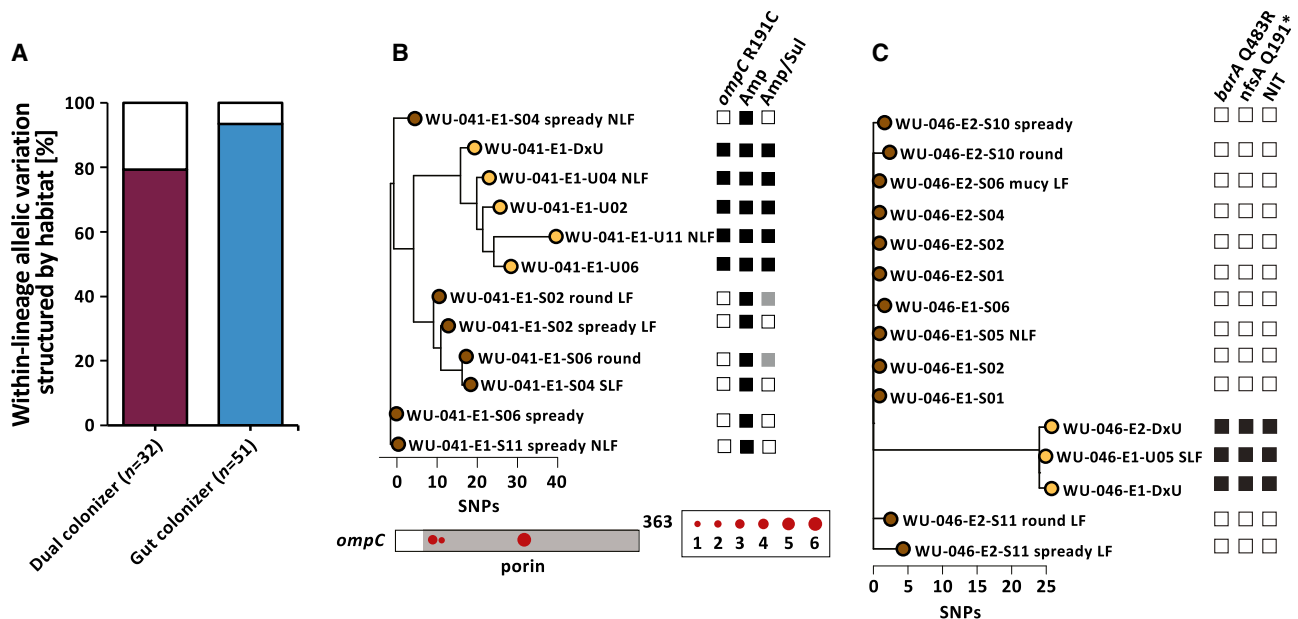 A
Within-lineage allelic variation
structured by habitat [%]
100
80
60
40
20
0
Dual colonizer (n=32)
Gut colonizer (n=51)
B
ompC R191C
Amp
Amp/Sul
WU-041-E1-S04 spready NLF
WU-041-E1-DxU
WU-041-E1-U04 NLF
WU-041-E1-U02
WU-041-E1-U11 NLF
WU-041-E1-U06
WU-041-E1-S02 round LF
WU-041-E1-S02 spready LF
WU-041-E1-S06 round
WU-041-E1-S04 SLF
WU-041-E1-S06 spready
WU-041-E1-S11 spready NLF
0 10 20 30 40
SNPs
ompC
363
porin
1 2 3 4 5 6
C
barA Q483R
nfsA Q191*
NIT
WU-046-E2-S10 spready
WU-046-E2-S10 round
WU-046-E2-S06 mucy LF
WU-046-E2-S04
WU-046-E2-S02
WU-046-E2-S01
WU-046-E1-S06
WU-046-E1-S05 NLF
WU-046-E1-S02
WU-046-E1-S01
WU-046-E2-DxU
WU-046-E1-U05 SLF
WU-046-E1-DxU
WU-046-E2-S11 round LF
WU-046-E2-S11 spready LF
0 5 10 15 20 25
SNPs